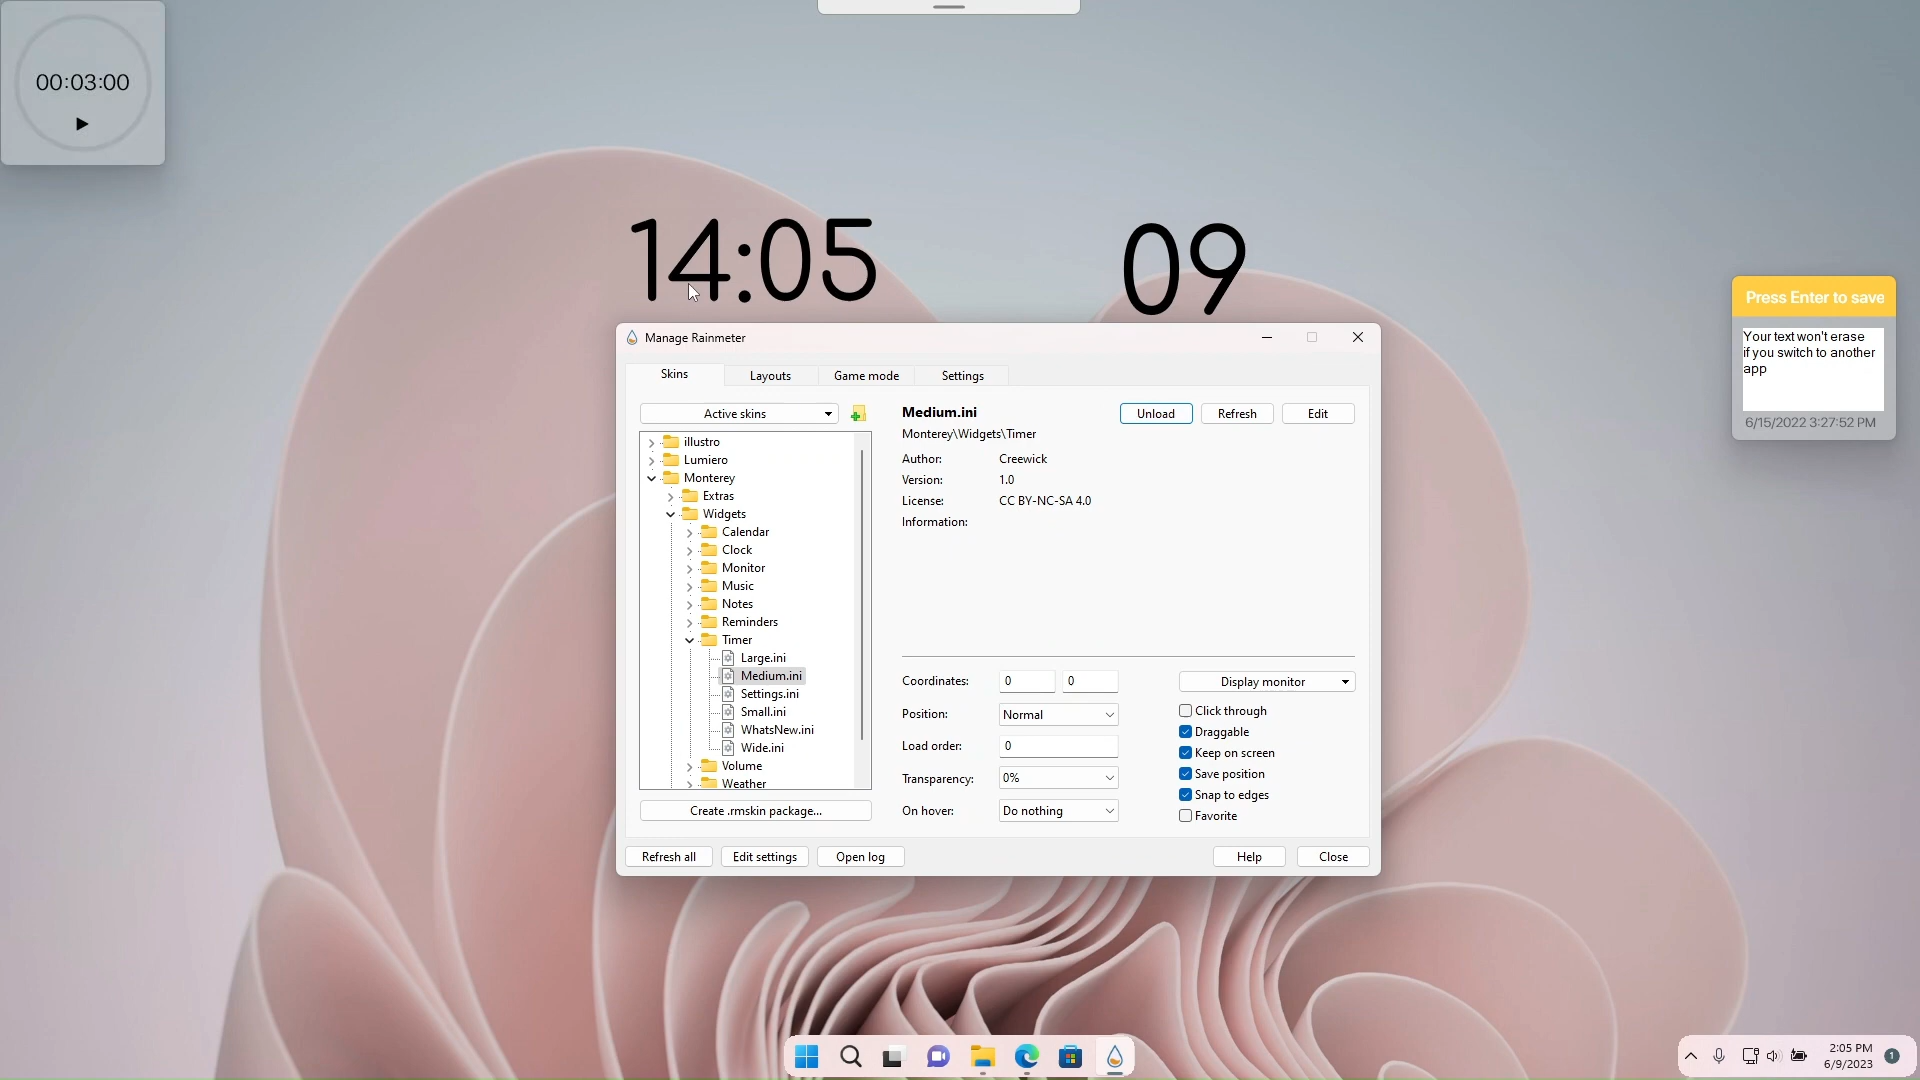 00:03:00
14:05
09
Press Enter to save
Your text won't erase
if you switch to another
app
6/15/2022 3:27:52 PM
Manage Rainmeter
Skins
Layouts
Game mode
Settings
Active skins
illustro
Lumiero
Monterey
Extras
Widgets
Calendar
Clock
Monitor
Music
Notes
Reminders
Timer
Large.ini
Medium.ini
Settings.ini
Small.ini
WhatsNew.ini
Wide.ini
Volume
Weather
Create .rmskin package...
Medium.ini
Unload
Refresh
Edit
Monterey\Widgets\Timer
Author: Creewick
Version: 1.0
License: CC BY-NC-SA 4.0
Information:
Coordinates: 0 0
Position: Normal
Load order: 0
Transparency: 0%
On hover: Do nothing
Display monitor
Click through
Draggable
Keep on screen
Save position
Snap to edges
Favorite
Refresh all
Edit settings
Open log
Help
Close
2:05 PM
6/9/2023
1